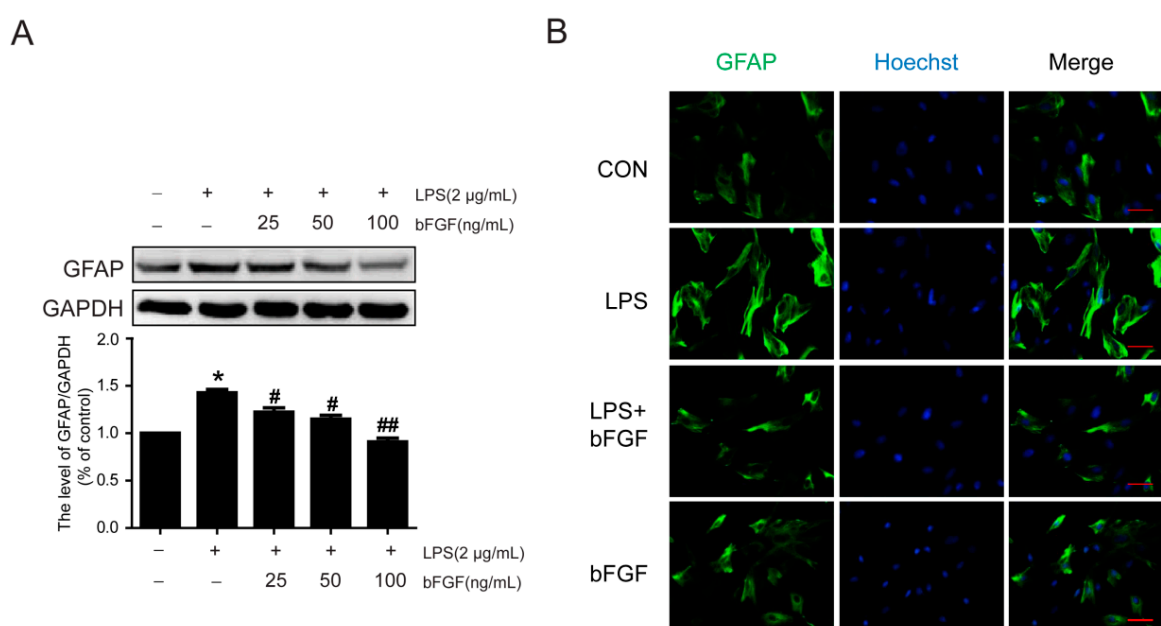 A
– + + + + LPS(2 µg/mL)
– – 25 50 100 bFGF(ng/mL)
GFAP
GAPDH
The level of GFAP/GAPDH
(% of control)
2.0
1.5
1.0
0.5
0.0
* # # ##
– + + + + LPS(2 µg/mL)
– – 25 50 100 bFGF(ng/mL)
B
GFAP Hoechst Merge
CON
LPS
LPS+
bFGF
bFGF